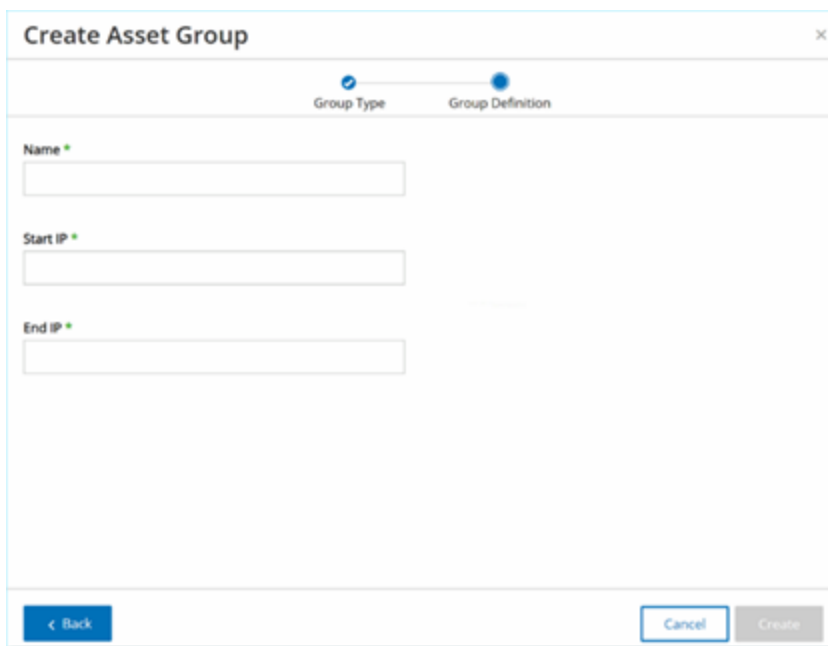 Create Asset Group ×
Group Type Group Definition
Name *
Start IP *
End IP *
< Back Cancel Create